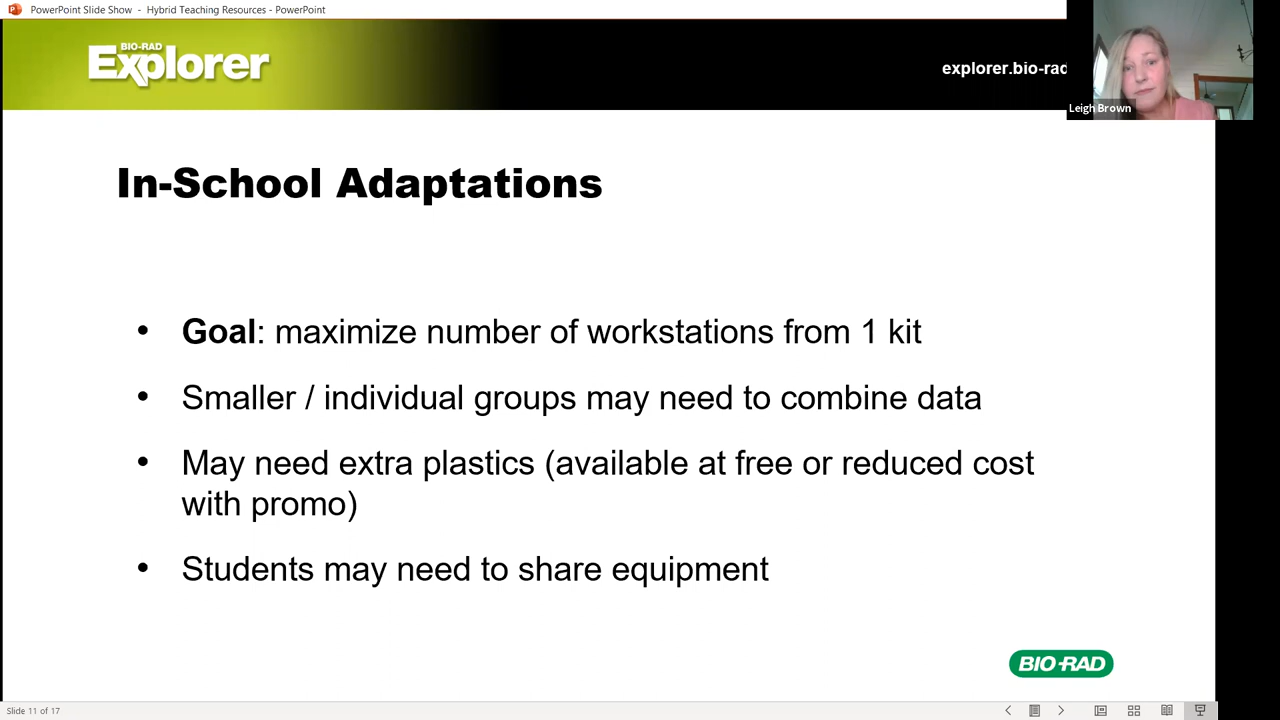 PowerPoint Slide Show - Hybrid Teaching Resources - PowerPoint
BIO-RAD
Explorer
explorer.bio-rad
Leigh Brown
In-School Adaptations
• Goal: maximize number of workstations from 1 kit
• Smaller / individual groups may need to combine data
• May need extra plastics (available at free or reduced cost
with promo)
• Students may need to share equipment
BIO-RAD
Slide 11 of 17